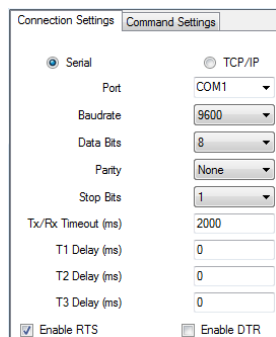 Connection Settings Command Settings
Serial TCP/IP
Port COM1
Baudrate 9600
Data Bits 8
Parity None
Stop Bits 1
Tx/Rx Timeout (ms) 2000
T1 Delay (ms) 0
T2 Delay (ms) 0
T3 Delay (ms) 0
Enable RTS Enable DTR